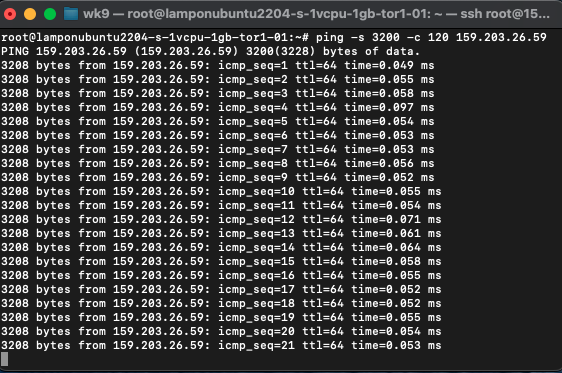 wk9 — root@lamponubuntu2204-s-1vcpu-1gb-tor1-01: ~ — ssh root@15...
root@lamponubuntu2204-s-1vcpu-1gb-tor1-01:~# ping -s 3200 -c 120 159.203.26.59
PING 159.203.26.59 (159.203.26.59) 3200(3228) bytes of data.
3208 bytes from 159.203.26.59: icmp_seq=1 ttl=64 time=0.049 ms
3208 bytes from 159.203.26.59: icmp_seq=2 ttl=64 time=0.055 ms
3208 bytes from 159.203.26.59: icmp_seq=3 ttl=64 time=0.058 ms
3208 bytes from 159.203.26.59: icmp_seq=4 ttl=64 time=0.097 ms
3208 bytes from 159.203.26.59: icmp_seq=5 ttl=64 time=0.054 ms
3208 bytes from 159.203.26.59: icmp_seq=6 ttl=64 time=0.053 ms
3208 bytes from 159.203.26.59: icmp_seq=7 ttl=64 time=0.053 ms
3208 bytes from 159.203.26.59: icmp_seq=8 ttl=64 time=0.056 ms
3208 bytes from 159.203.26.59: icmp_seq=9 ttl=64 time=0.052 ms
3208 bytes from 159.203.26.59: icmp_seq=10 ttl=64 time=0.055 ms
3208 bytes from 159.203.26.59: icmp_seq=11 ttl=64 time=0.054 ms
3208 bytes from 159.203.26.59: icmp_seq=12 ttl=64 time=0.071 ms
3208 bytes from 159.203.26.59: icmp_seq=13 ttl=64 time=0.061 ms
3208 bytes from 159.203.26.59: icmp_seq=14 ttl=64 time=0.064 ms
3208 bytes from 159.203.26.59: icmp_seq=15 ttl=64 time=0.058 ms
3208 bytes from 159.203.26.59: icmp_seq=16 ttl=64 time=0.055 ms
3208 bytes from 159.203.26.59: icmp_seq=17 ttl=64 time=0.052 ms
3208 bytes from 159.203.26.59: icmp_seq=18 ttl=64 time=0.052 ms
3208 bytes from 159.203.26.59: icmp_seq=19 ttl=64 time=0.055 ms
3208 bytes from 159.203.26.59: icmp_seq=20 ttl=64 time=0.054 ms
3208 bytes from 159.203.26.59: icmp_seq=21 ttl=64 time=0.053 ms